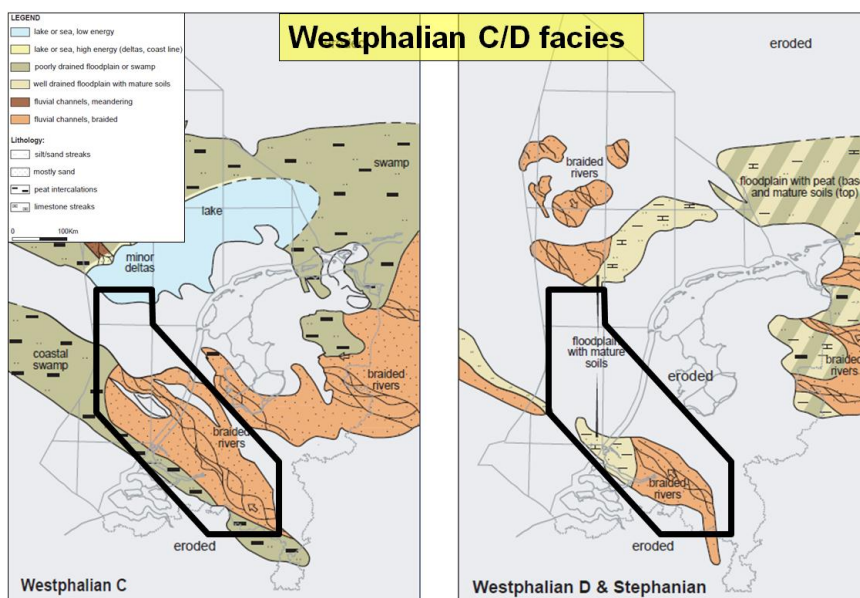 Westphalian C/D facies
LEGEND
lake or sea, low energy
lake or sea, high energy (deltas, coast line)
poorly drained floodplain or swamp
well drained floodplain with mature soils
fluvial channels, meandering
fluvial channels, braided
Lithology:
silt/sand streaks
mostly sand
peat intercalations
limestone streaks
0 100Km
swamp
lake
minor
deltas
coastal
swamp
braided
rivers
braided
rivers
eroded
Westphalian C
eroded
braided
rivers
floodplain with peat (bas
and mature soils (top)
floodplain
with mature
soils
eroded
braided
rivers
braided
rivers
eroded
Westphalian D & Stephanian